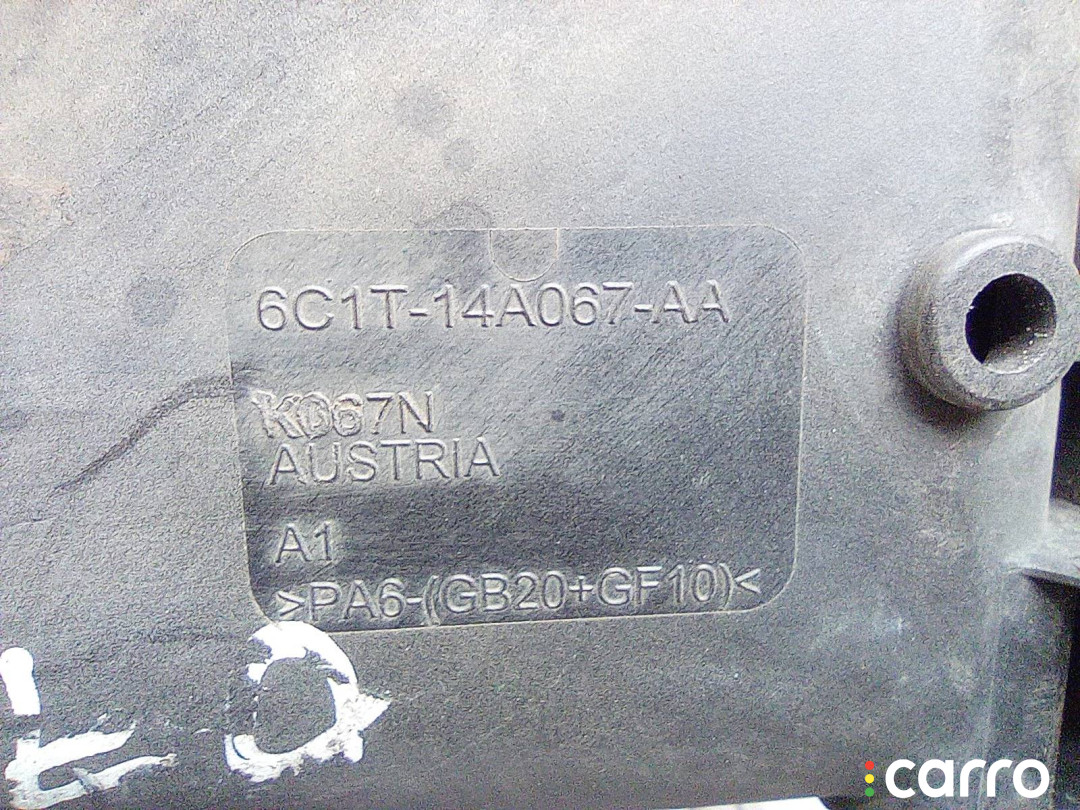 6C1T-14A067-AA
K067N
AUSTRIA
A1
>PA6-(GB20+GF10)<
carro